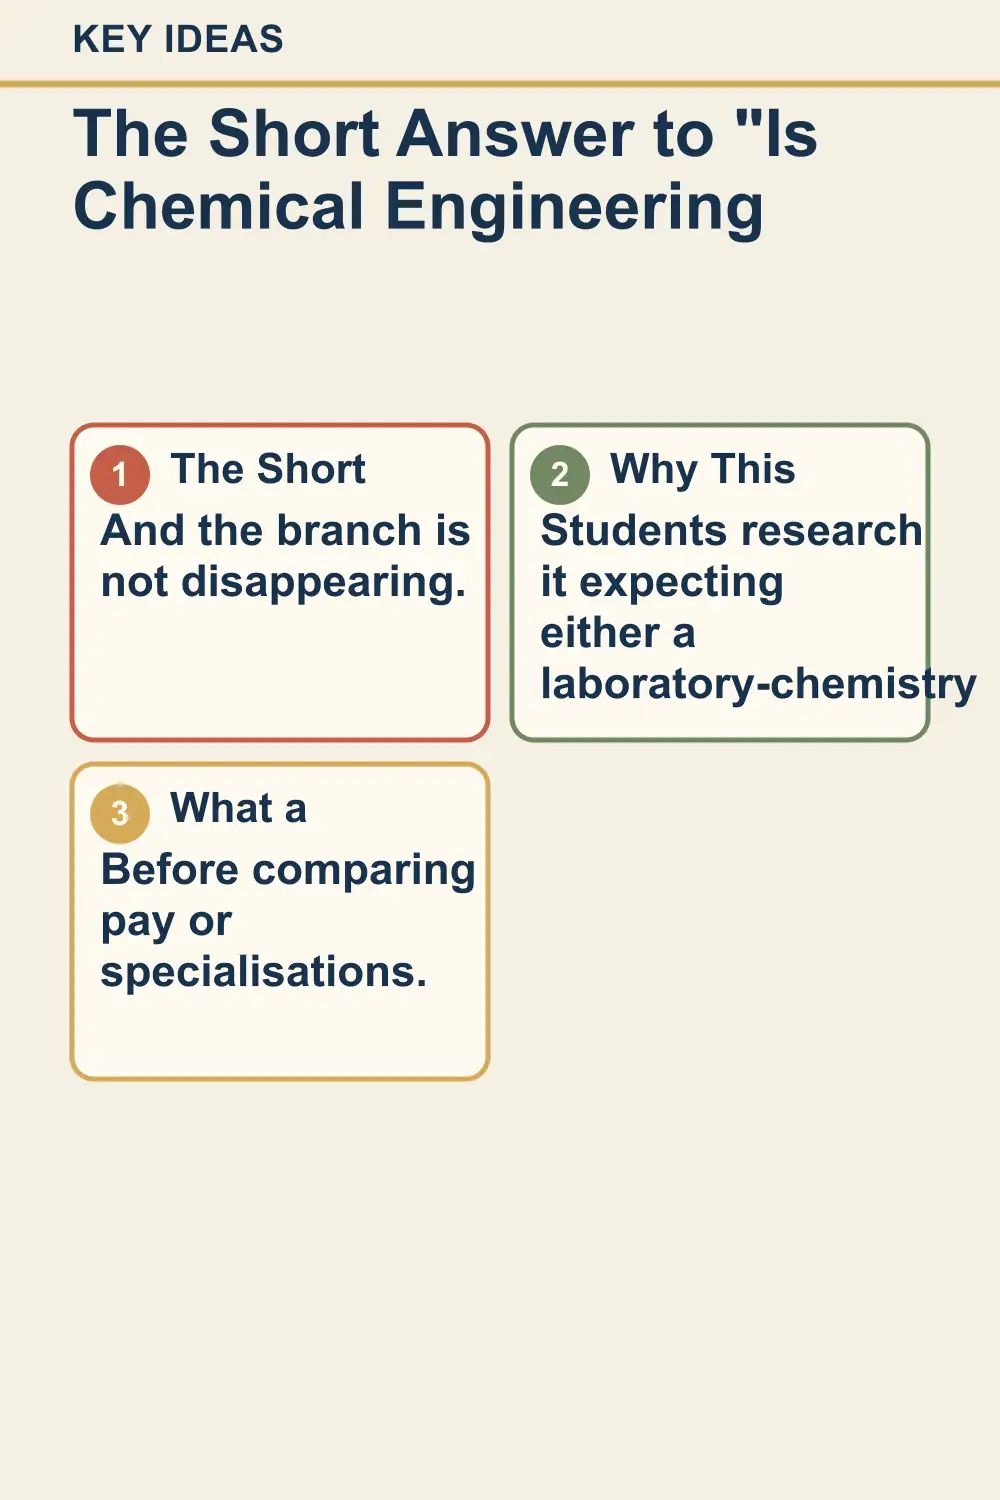 KEY IDEAS
The Short Answer to "Is
Chemical Engineering
1 The Short
And the branch is
not disappearing.
2 Why This
Students research
it expecting
either a
laboratory-chemistry
3 What a
Before comparing
pay or
specialisations.